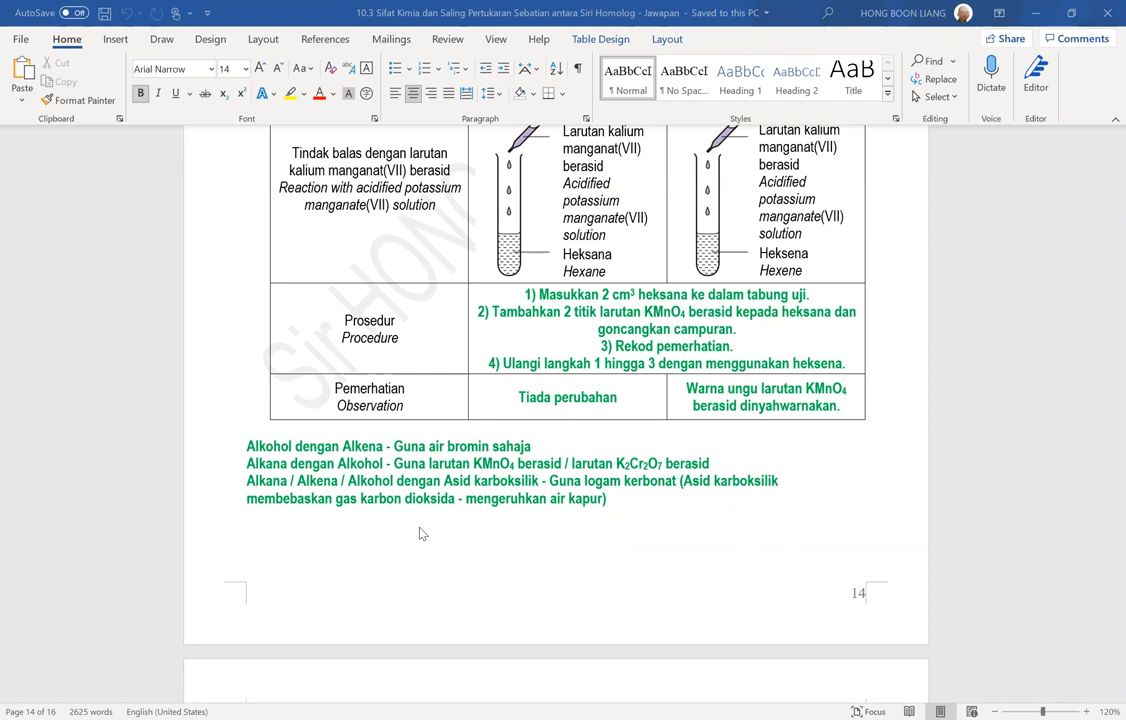 AutoSave Off
10.3 Sifat Kimia dan Saling Pertukaran Sebatian antara Siri Homolog - Jawapan - Saved to this PC
HONG BOON LIANG
File Home Insert Draw Design Layout References Mailings Review View Help Table Design Layout
Share Comments
Paste
Cut
Copy
Format Painter
Clipboard
Arial Narrow 14
Font
Paragraph
AaBbCcI AaBbCcI AaBbCc AaBbCcI AaB
¶ Normal ¶ No Spac... Heading 1 Heading 2 Title
Styles
Find
Replace
Select
Editing
Dictate
Voice
Editor
Editor
Tindak balas dengan larutan
kalium manganat(VII) berasid
Reaction with acidified potassium
manganate(VII) solution
Larutan kalium
manganat(VII)
berasid
Acidified
potassium
manganate(VII)
solution
Heksana
Hexane
Larutan kalium
manganat(VII)
berasid
Acidified
potassium
manganate(VII)
solution
Heksena
Hexene
Prosedur
Procedure
1) Masukkan 2 cm³ heksana ke dalam tabung uji.
2) Tambahkan 2 titik larutan KMnO₄ berasid kepada heksana dan
goncangkan campuran.
3) Rekod pemerhatian.
4) Ulangi langkah 1 hingga 3 dengan menggunakan heksena.
Pemerhatian
Observation
Tiada perubahan
Warna ungu larutan KMnO₄
berasid dinyahwarnakan.
Sir HONG
Alkohol dengan Alkena - Guna air bromin sahaja
Alkana dengan Alkohol - Guna larutan KMnO₄ berasid / larutan K₂Cr₂O₇ berasid
Alkana / Alkena / Alkohol dengan Asid karboksilik - Guna logam kerbonat (Asid karboksilik
membebaskan gas karbon dioksida - mengeruhkan air kapur)
14
Page 14 of 16 2625 words English (United States)
Focus
120%